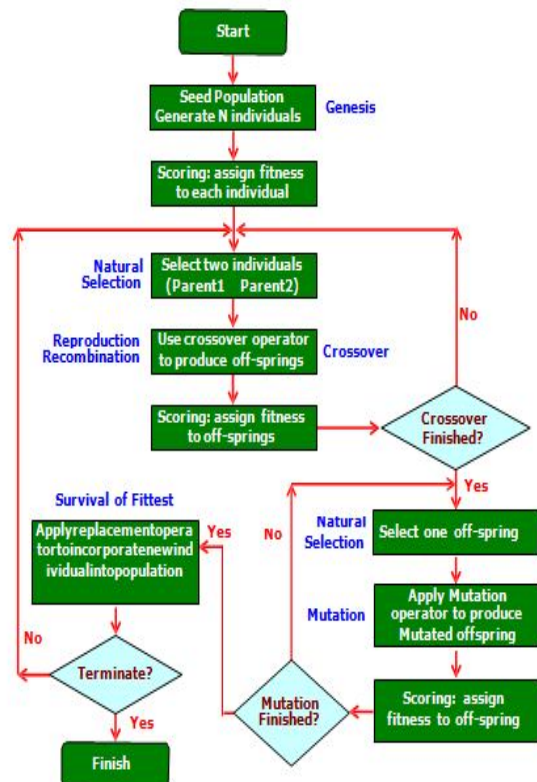 Start
Seed Population
Generate N individuals
Genesis
Scoring: assign fitness
to each individual
Natural
Selection
Select two individuals
(Parent1 Parent2)
No
Reproduction
Recombination
Use crossover operator
to produce off-springs
Crossover
Scoring: assign fitness
to off-springs
Crossover
Finished?
Yes
Survival of Fittest
Applyreplacementopera
tortoincorporatenewind
ividualintopopulation
Yes
No
Natural
Selection
Select one off-spring
Mutation
Apply Mutation
operator to produce
Mutated offspring
No
Terminate?
Mutation
Finished?
Scoring: assign
fitness to off-spring
Yes
Finish